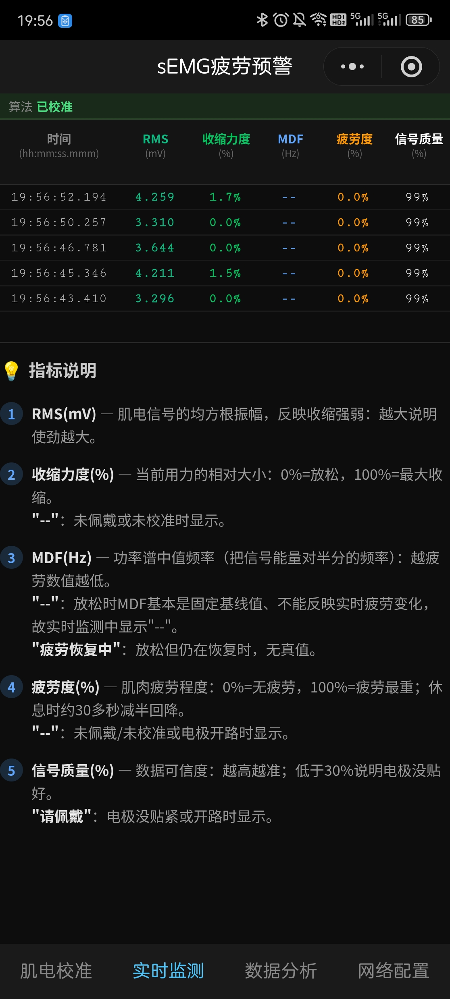 19:56 HD1 HD2 5G 5G 85
sEMG疲劳预警
算法 已校准
时间 RMS 收缩力度 MDF 疲劳度 信号质量
(hh:mm:ss.mmm) (mV) (%) (Hz) (%) (%)
19:56:52.194 4.259 1.7% -- 0.0% 99%
19:56:50.257 3.310 0.0% -- 0.0% 99%
19:56:46.781 3.644 0.0% -- 0.0% 99%
19:56:45.346 4.211 1.5% -- 0.0% 99%
19:56:43.410 3.296 0.0% -- 0.0% 99%
指标说明
1 RMS(mV) — 肌电信号的均方根振幅，反映收缩强弱：越大说明
使劲越大。
2 收缩力度(%) — 当前用力的相对大小：0%=放松，100%=最大收
缩。
"--"：未佩戴或未校准时显示。
3 MDF(Hz) — 功率谱中值频率（把信号能量对半分的频率）：越疲
劳数值越低。
"--"：放松时MDF基本是固定基线值、不能反映实时疲劳变化，
故实时监测中显示"--"。
"疲劳恢复中"：放松但仍在恢复时，无真值。
4 疲劳度(%) — 肌肉疲劳程度：0%=无疲劳，100%=疲劳最重；休
息时约30多秒减半回降。
"--"：未佩戴/未校准或电极开路时显示。
5 信号质量(%) — 数据可信度：越高越准；低于30%说明电极没贴
好。
"请佩戴"：电极没贴紧或开路时显示。
肌电校准 实时监测 数据分析 网络配置